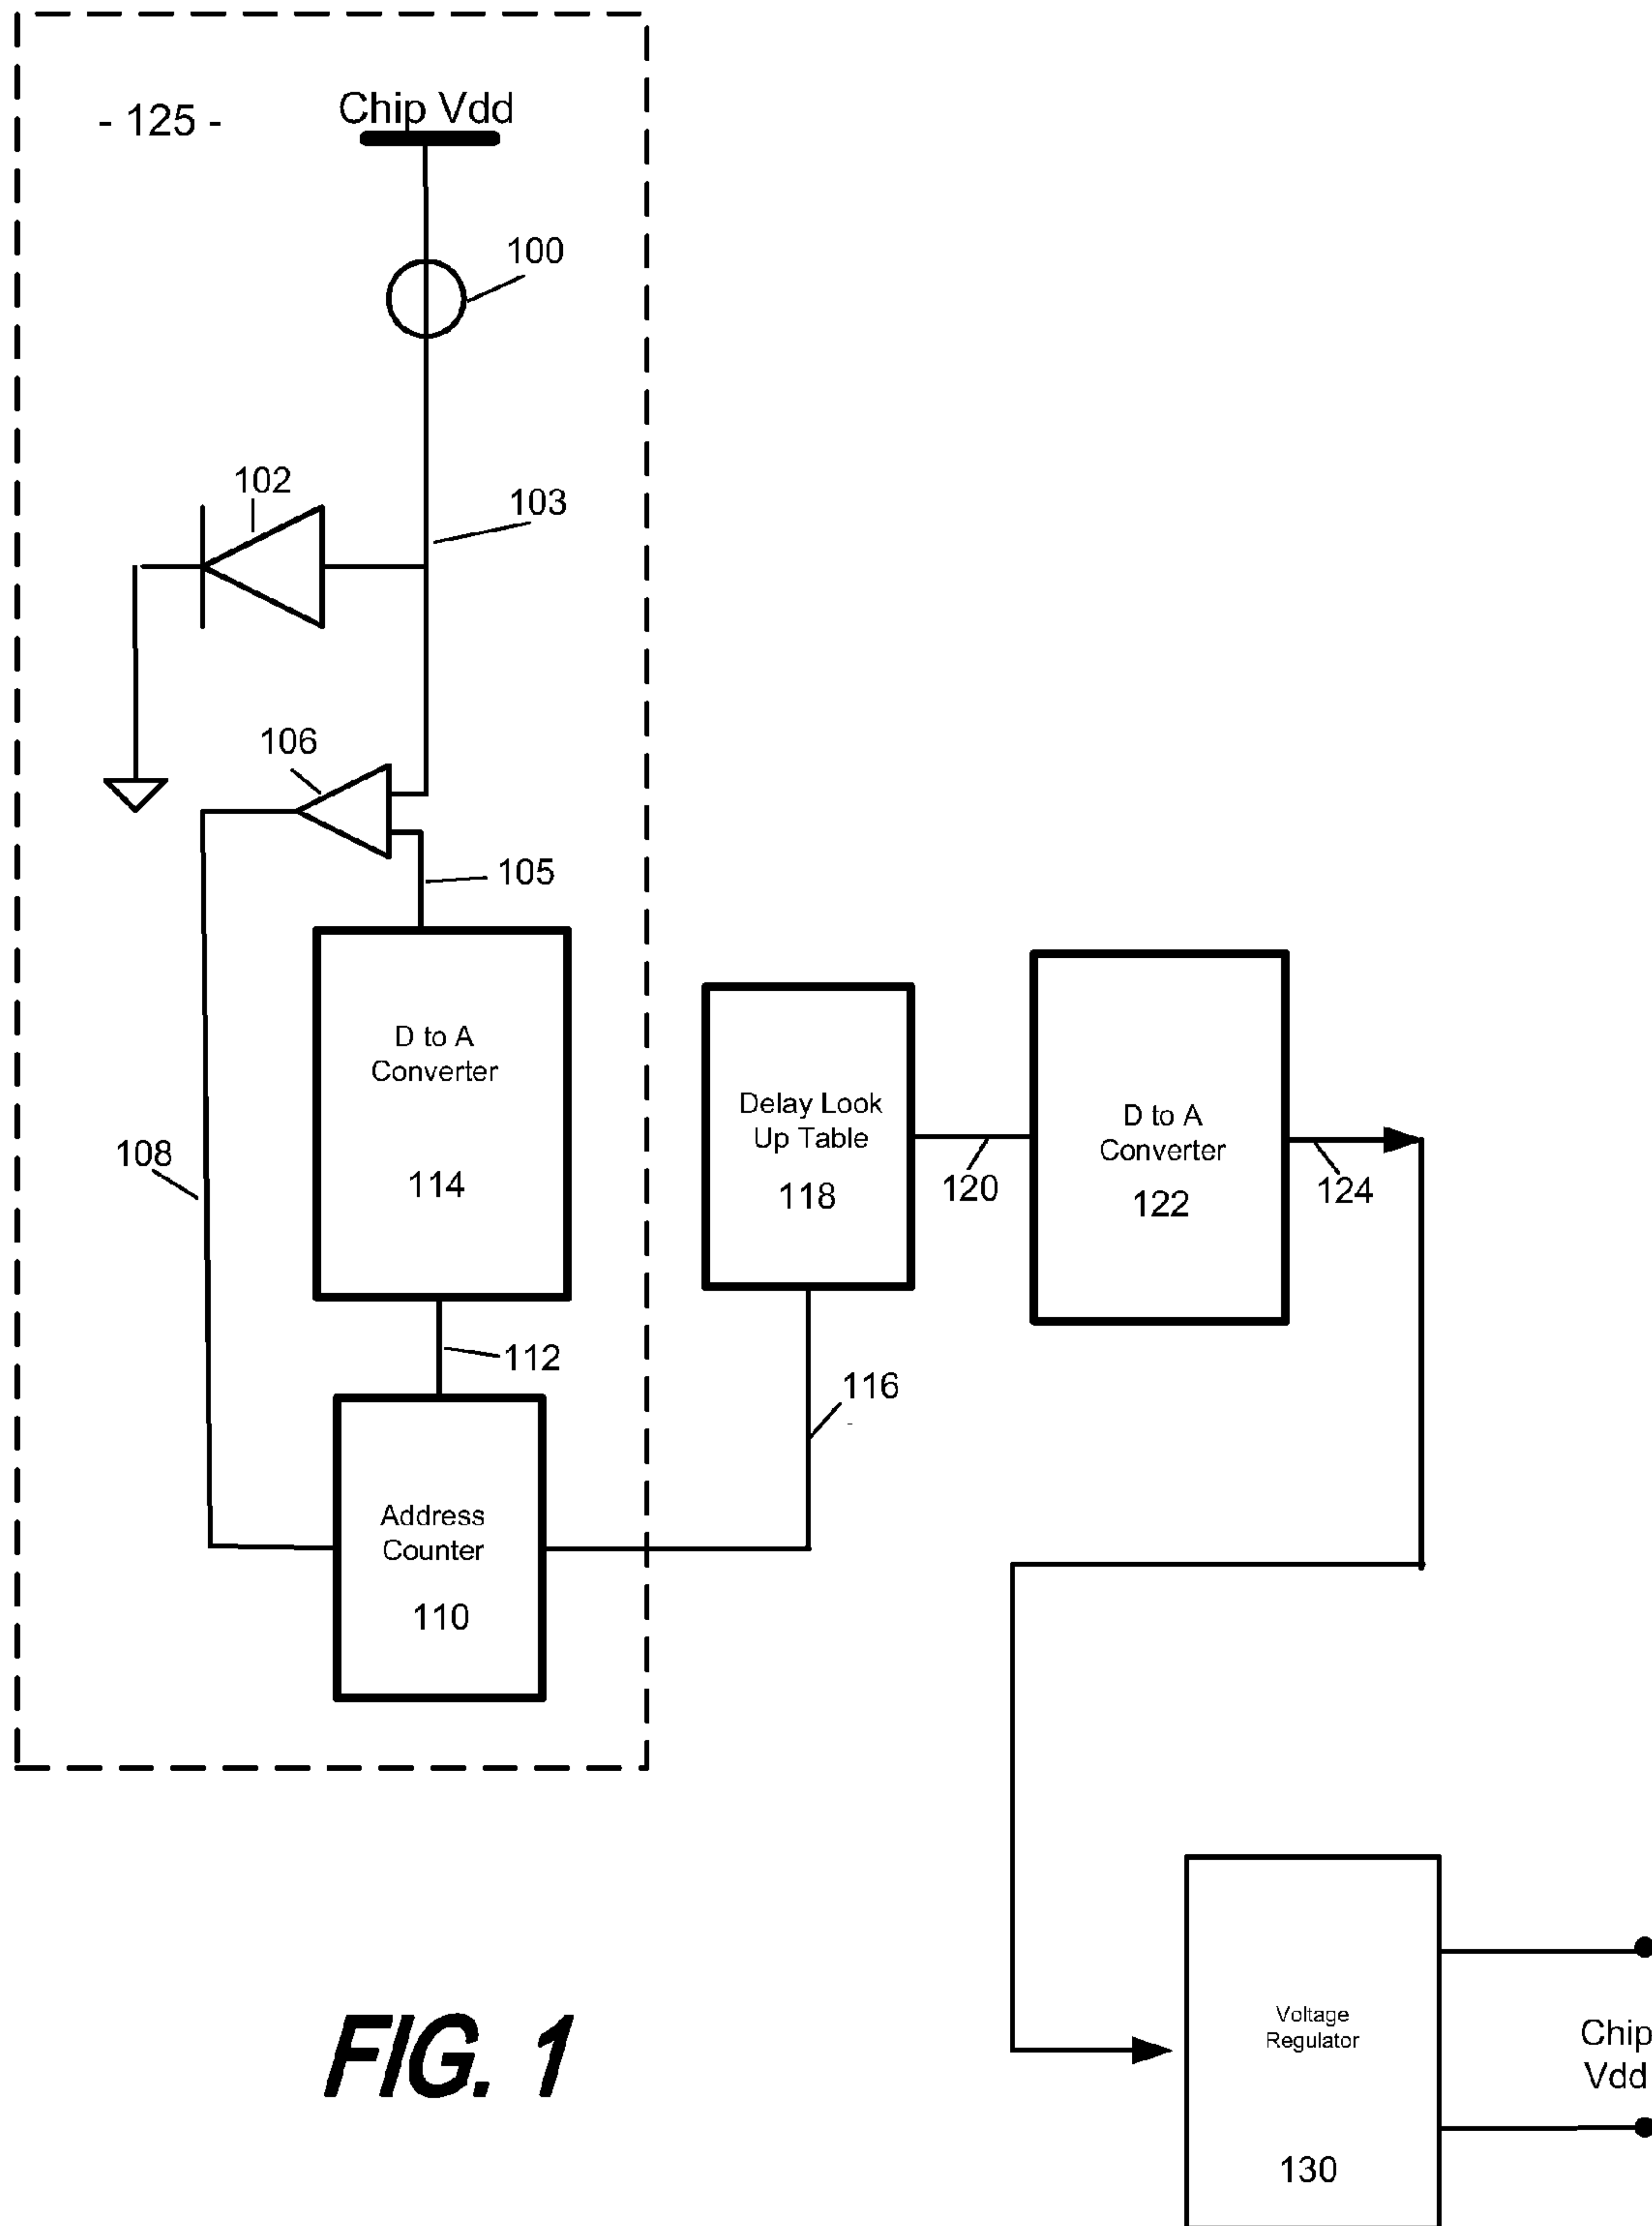 - 125 -
Chip Vdd
100
102
103
106
105
D to A
Converter
114
108
112
Address
Counter
110
Delay Look
Up Table
118
116
120
D to A
Converter
122
124
Voltage
Regulator
130
Chip
Vdd
FIG. 1